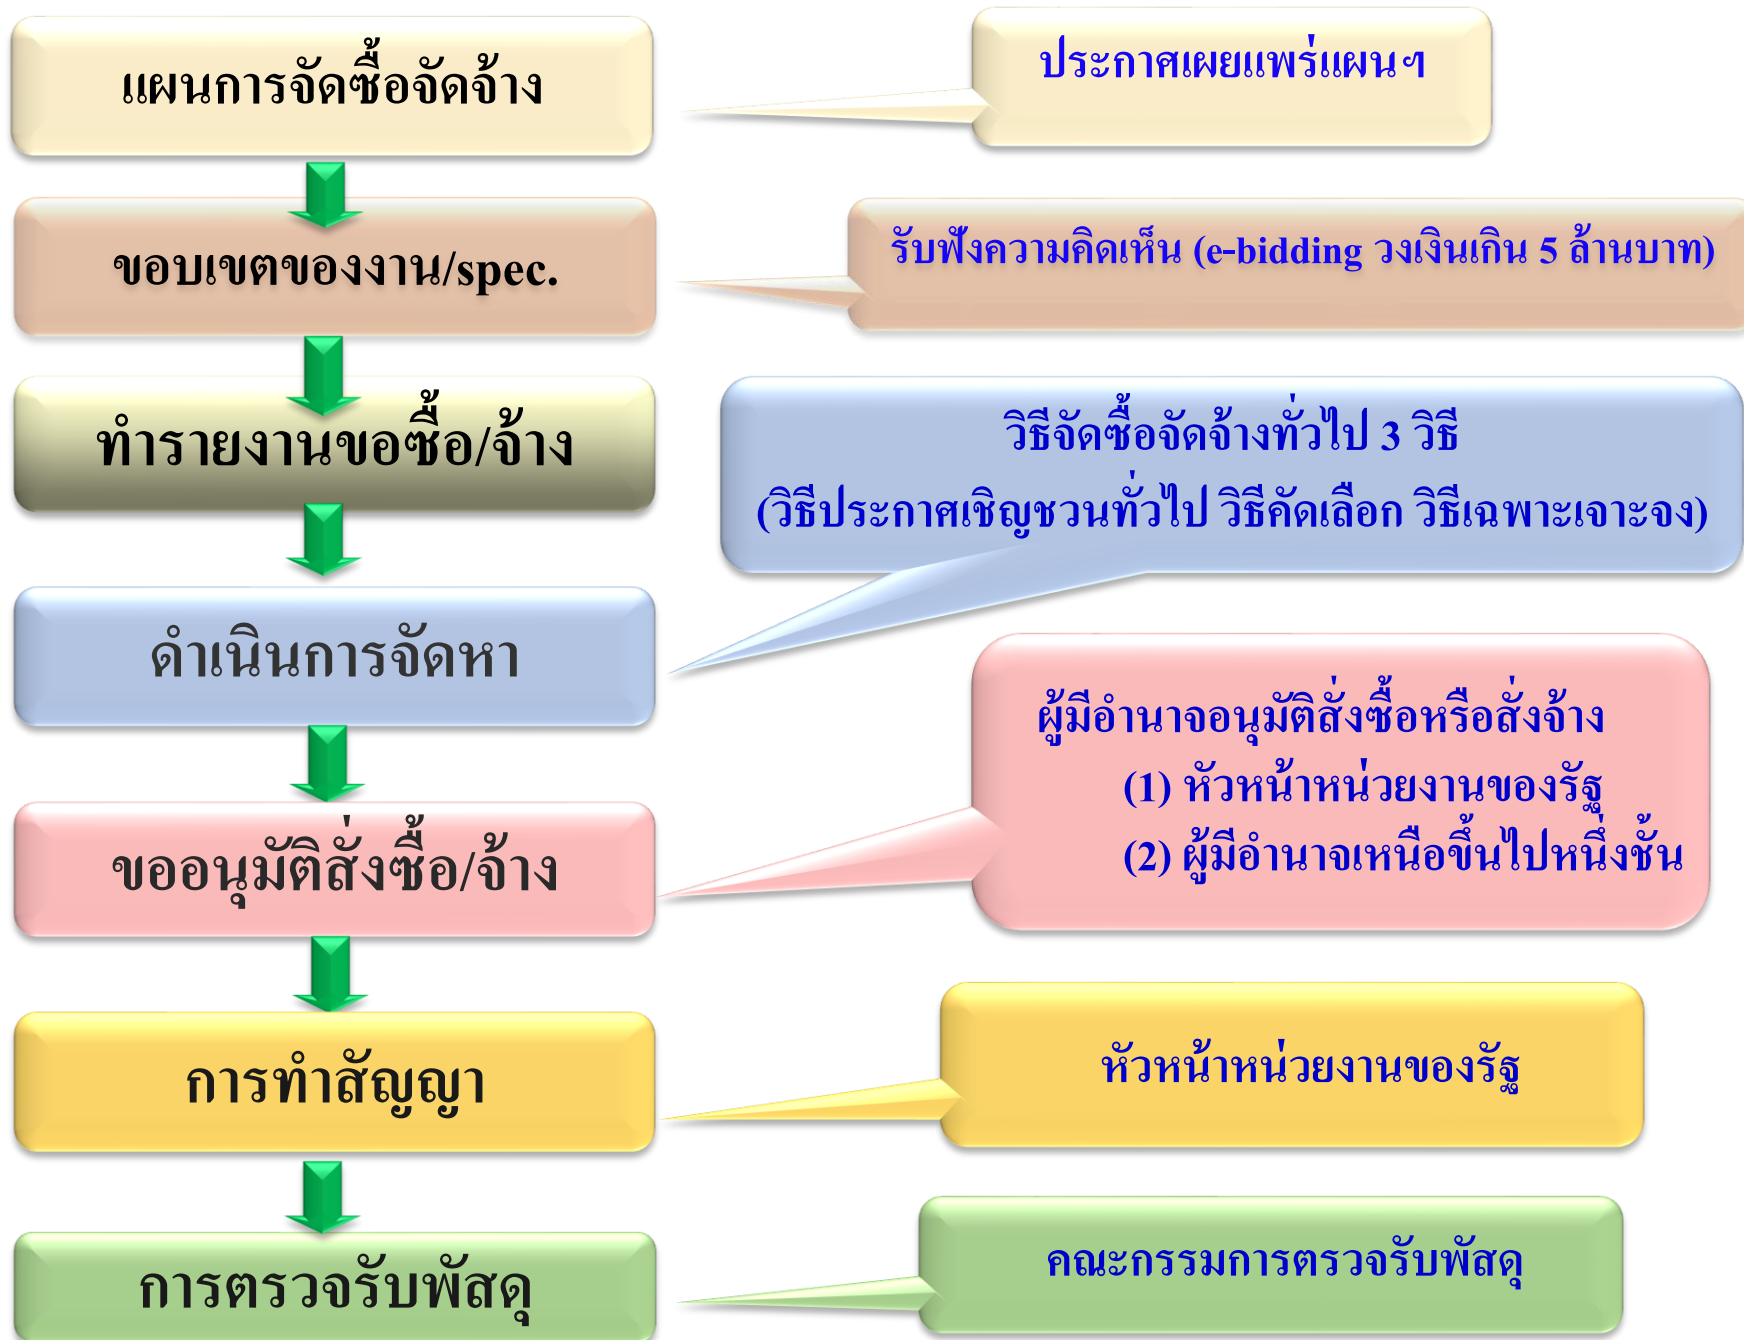 แผนการจัดซื้อจัดจ้าง
ประกาศเผยแพร่แผนฯ
ขอบเขตของงาน/spec.
รับฟังความคิดเห็น (e-bidding วงเงินเกิน 5 ล้านบาท)
ทำรายงานขอซื้อ/จ้าง
วิธีจัดซื้อจัดจ้างทั่วไป 3 วิธี
(วิธีประกาศเชิญชวนทั่วไป วิธีคัดเลือก วิธีเฉพาะเจาะจง)
ดำเนินการจัดหา
ขออนุมัติสั่งซื้อ/จ้าง
ผู้มีอำนาจอนุมัติสั่งซื้อหรือสั่งจ้าง
(1) หัวหน้าหน่วยงานของรัฐ
(2) ผู้มีอำนาจเหนือขึ้นไปหนึ่งชั้น
การทำสัญญา
หัวหน้าหน่วยงานของรัฐ
การตรวจรับพัสดุ
คณะกรรมการตรวจรับพัสดุ